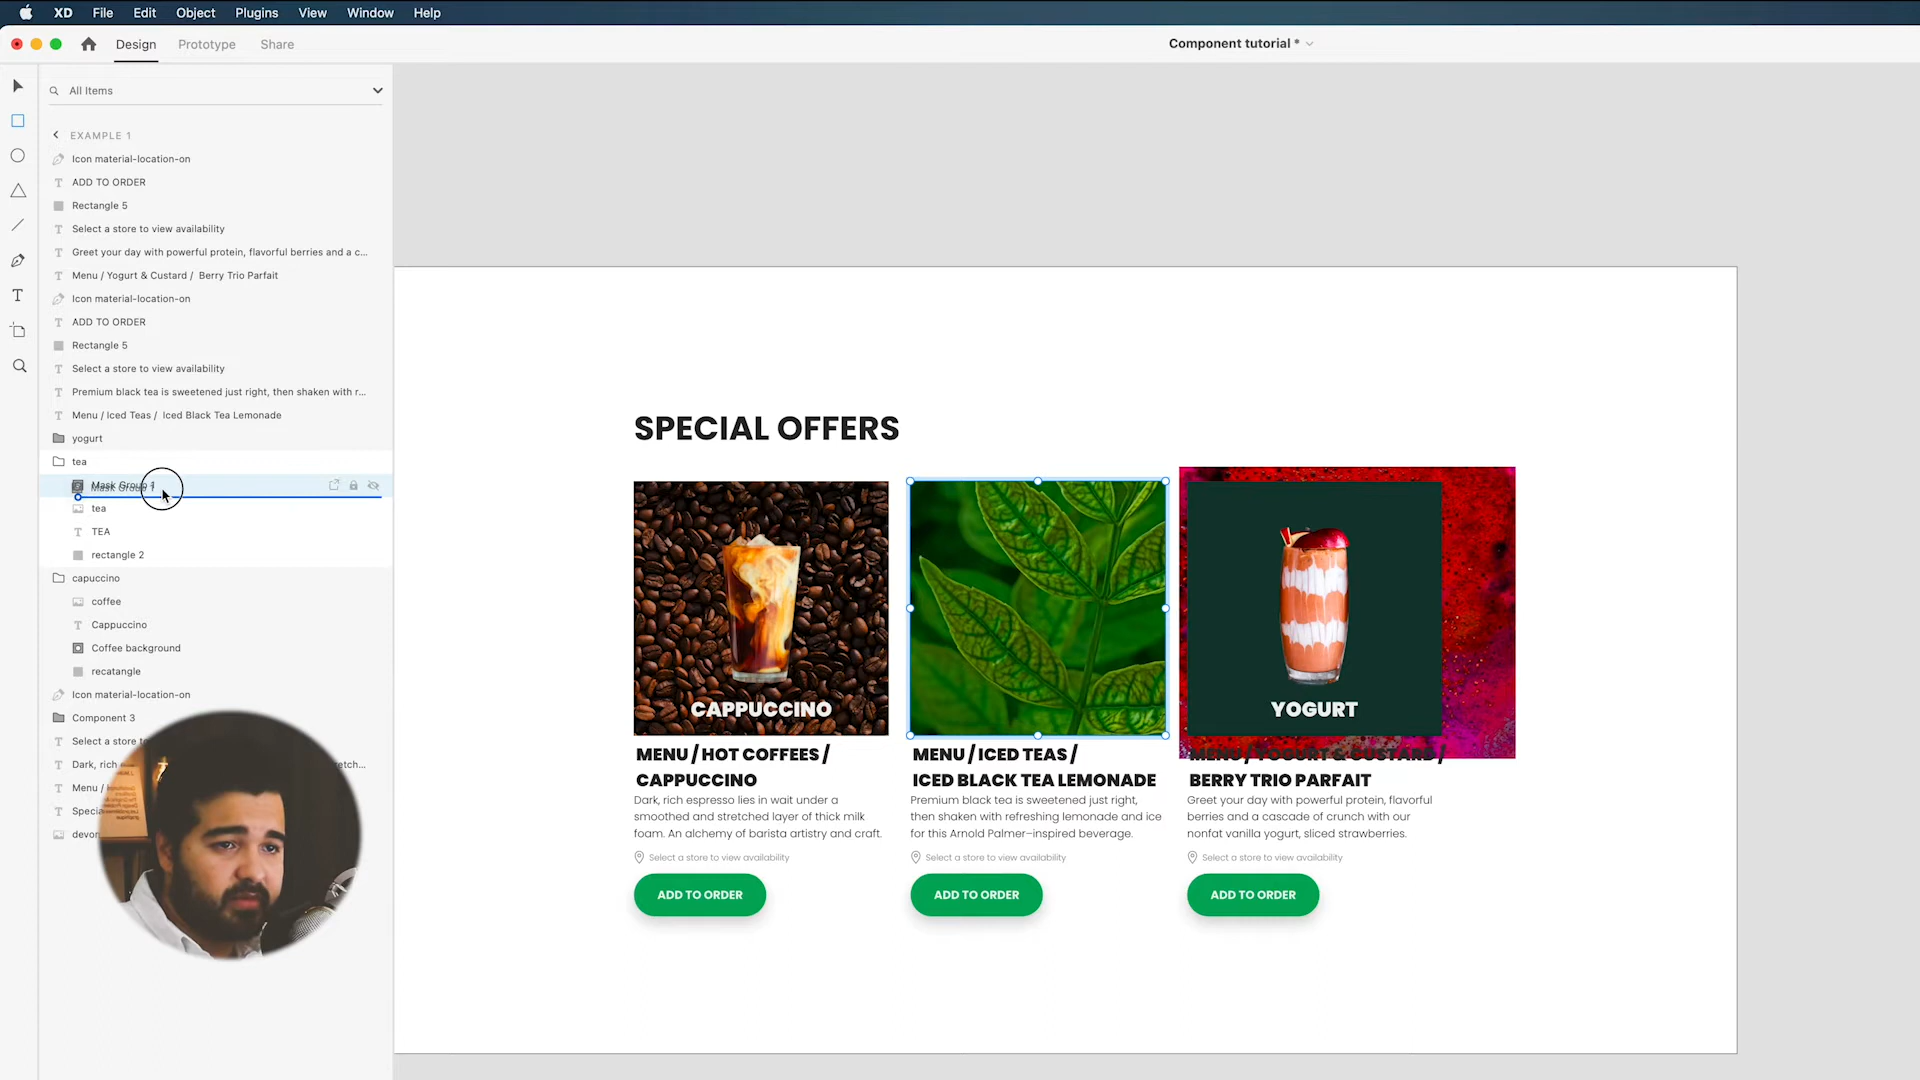 XD File Edit Object Plugins View Window Help
Design Prototype Share
Component tutorial *
All Items
EXAMPLE 1
Icon material-location-on
ADD TO ORDER
Rectangle 5
Select a store to view availability
Greet your day with powerful protein, flavorful berries and a c...
Menu / Yogurt & Custard / Berry Trio Parfait
Icon material-location-on
ADD TO ORDER
Rectangle 5
Select a store to view availability
Premium black tea is sweetened just right, then shaken with r...
Menu / Iced Teas / Iced Black Tea Lemonade
yogurt
tea
Mask Group 1
tea
TEA
rectangle 2
capuccino
coffee
Cappuccino
Coffee background
recatangle
Icon material-location-on
Component 3
Select a store
Dark, rich
Menu /
SPECIAL OFFERS
CAPPUCCINO
MENU / HOT COFFEES /
CAPPUCCINO
Dark, rich espresso lies in wait under a
smoothed and stretched layer of thick milk
foam. An alchemy of barista artistry and craft.
Select a store to view availability
ADD TO ORDER
MENU / ICED TEAS /
ICED BLACK TEA LEMONADE
Premium black tea is sweetened just right,
then shaken with refreshing lemonade and ice
for this Arnold Palmer–inspired beverage.
Select a store to view availability
ADD TO ORDER
YOGURT
MENU / YOGURT & CUSTARD /
BERRY TRIO PARFAIT
Greet your day with powerful protein, flavorful
berries and a cascade of crunch with our
nonfat vanilla yogurt, sliced strawberries.
Select a store to view availability
ADD TO ORDER